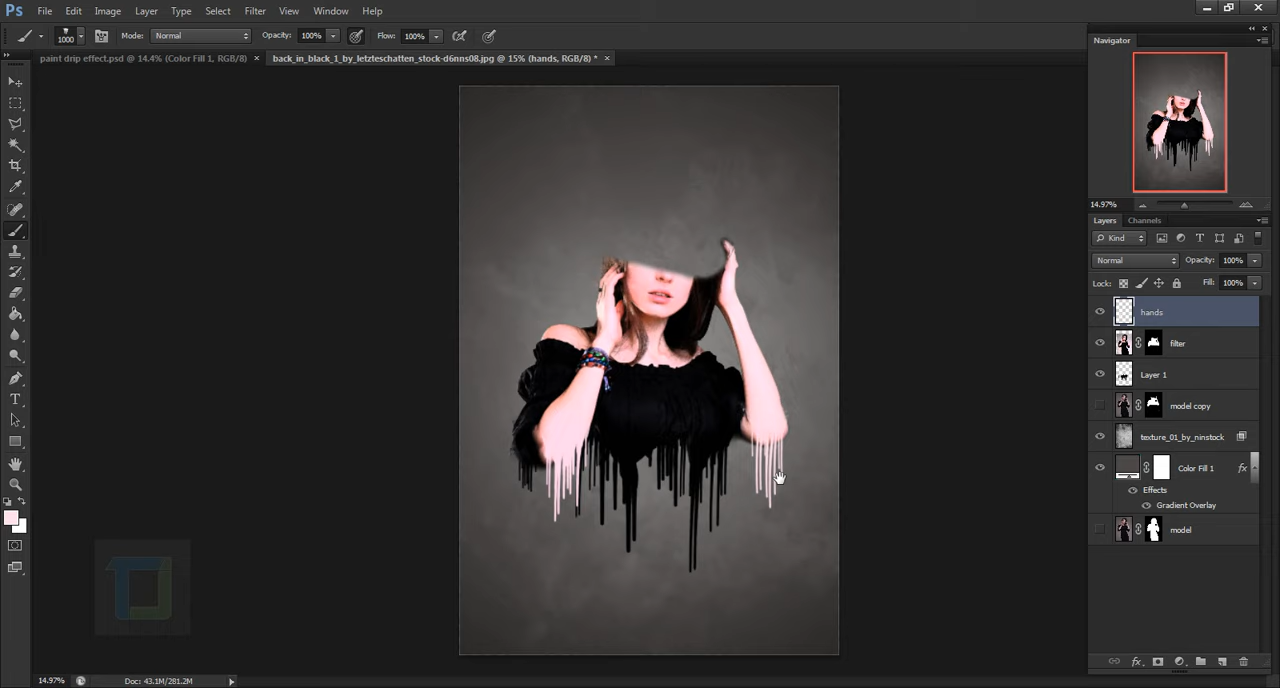 Ps File Edit Image Layer Type Select Filter View Window Help
1000 Mode: Normal Opacity: 100% Flow: 100%
paint drip effect.psd @ 14.4% (Color Fill 1, RGB/8) × back_in_black_1_by_letzteschatten_stock-d6nns08.jpg @ 15% (hands, RGB/8) * ×
Navigator
14.97%
Layers Channels
Kind
Normal Opacity: 100%
Lock: Fill: 100%
hands
filter
Layer 1
model copy
texture_01_by_ninstock
Color Fill 1 fx
Effects
Gradient Overlay
model
14.97% Doc: 43.1M/281.2M